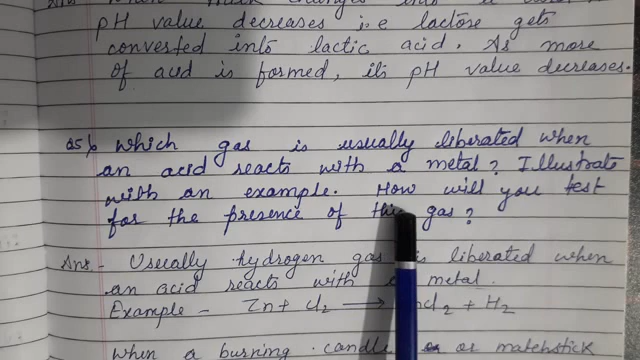 pH value decreases i.e lactose gets
converted into lactic acid. As more
of acid is formed, its pH value decreases.
Q5% Which gas is usually liberated when
an acid reacts with a metal? Illustrate
with an example. How will you test
for the presence of this gas?
Ans- Usually hydrogen gas is liberated when
an acid reacts with a metal.
Example - Zn + Cl2 → ncl2 + H2
When a burning candle or or matchstick